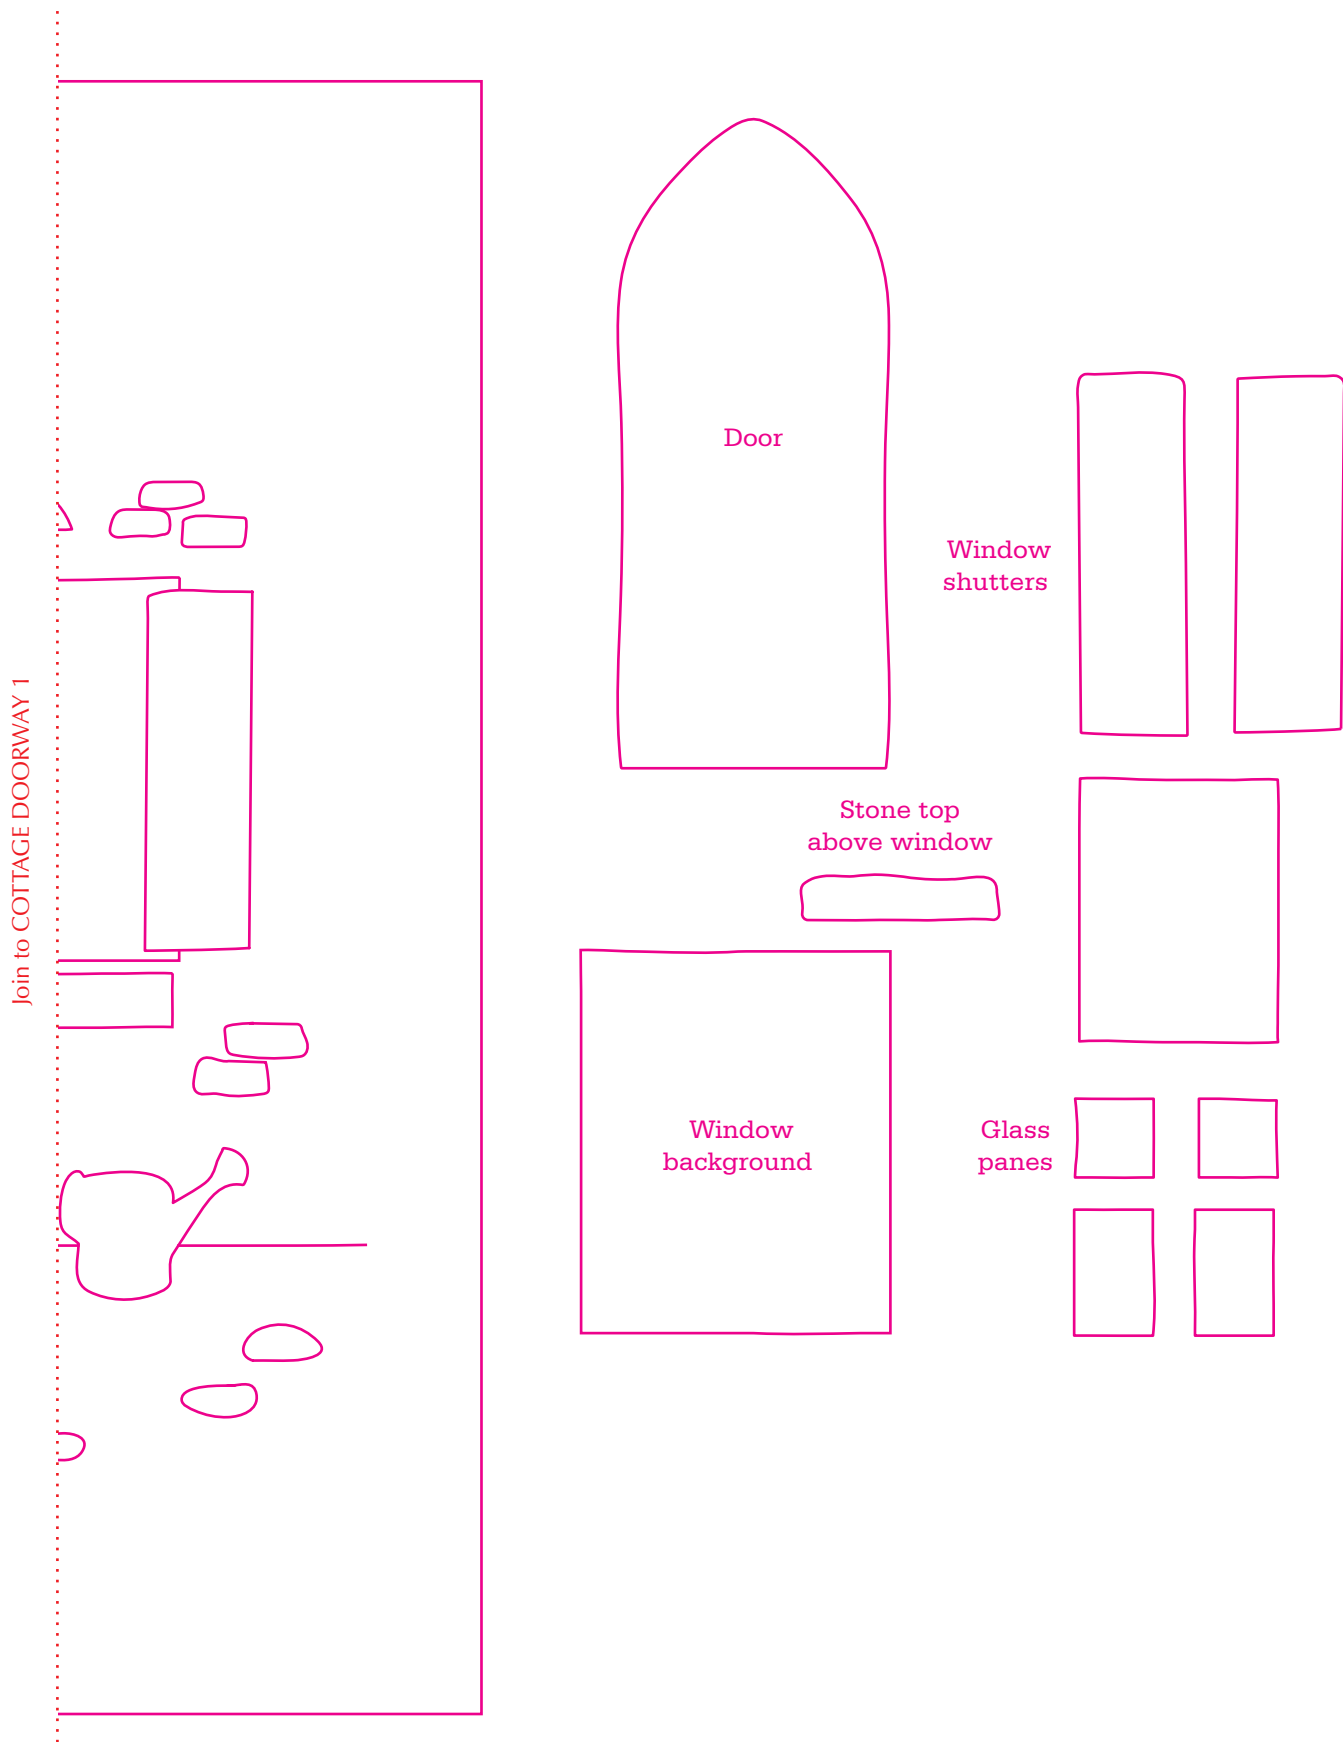 Join to COTTAGE DOORWAY 1
Door
Window
shutters
Stone top
above window
Window
background
Glass
panes